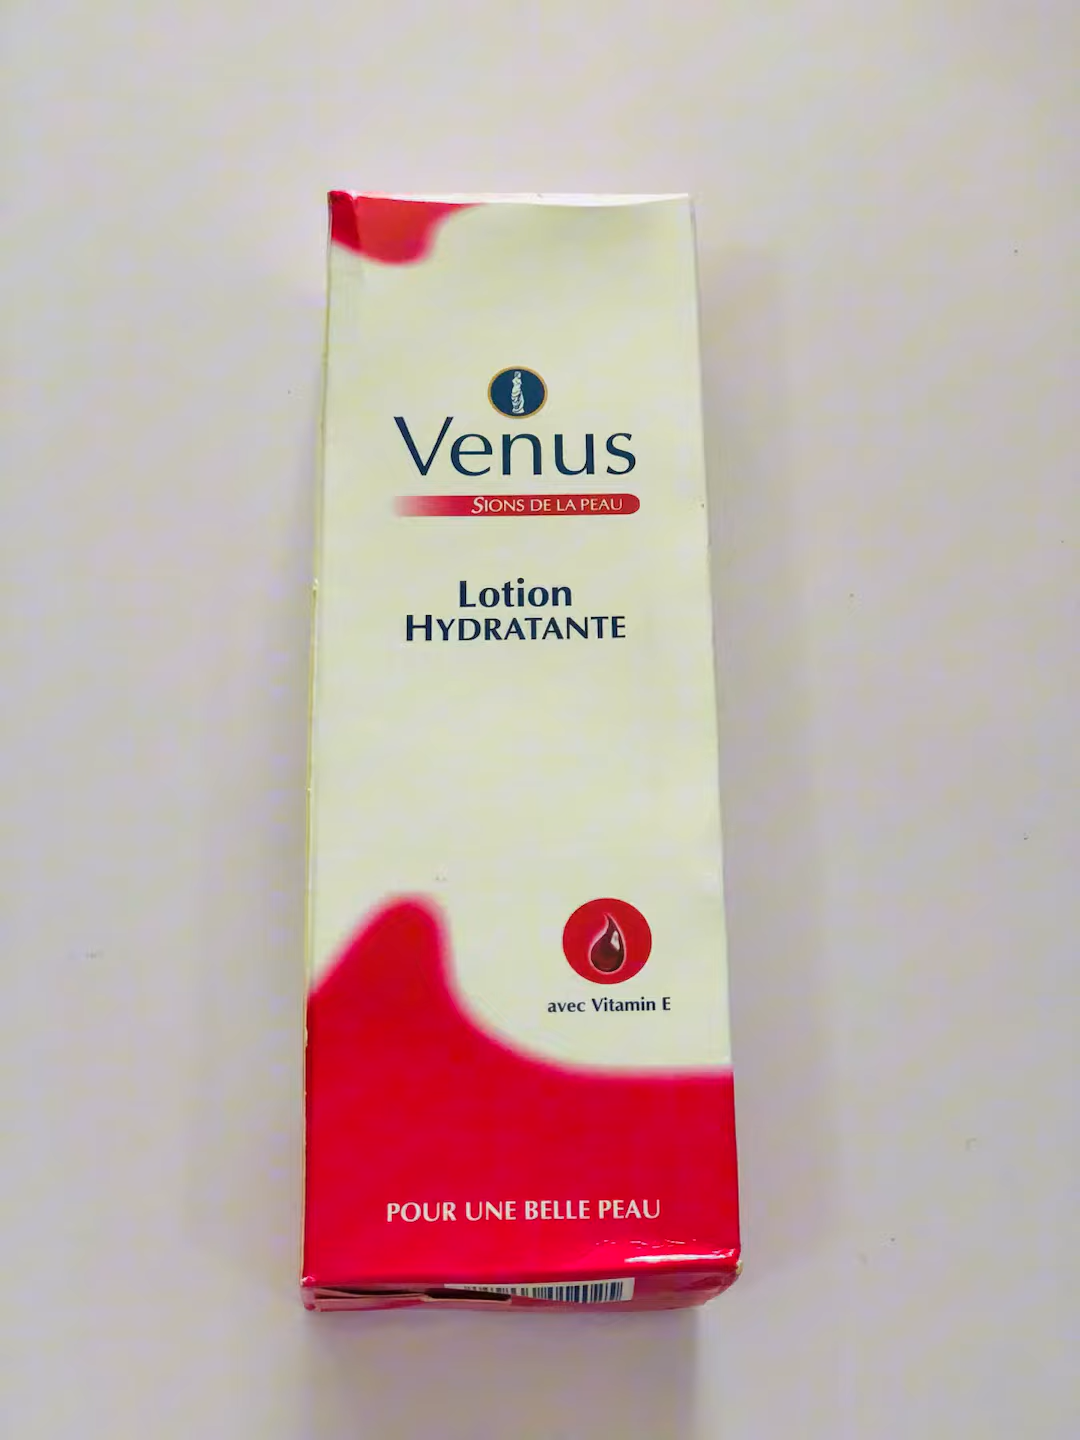 Venus
SIONS DE LA PEAU
Lotion
HYDRATANTE
avec Vitamin E
POUR UNE BELLE PEAU